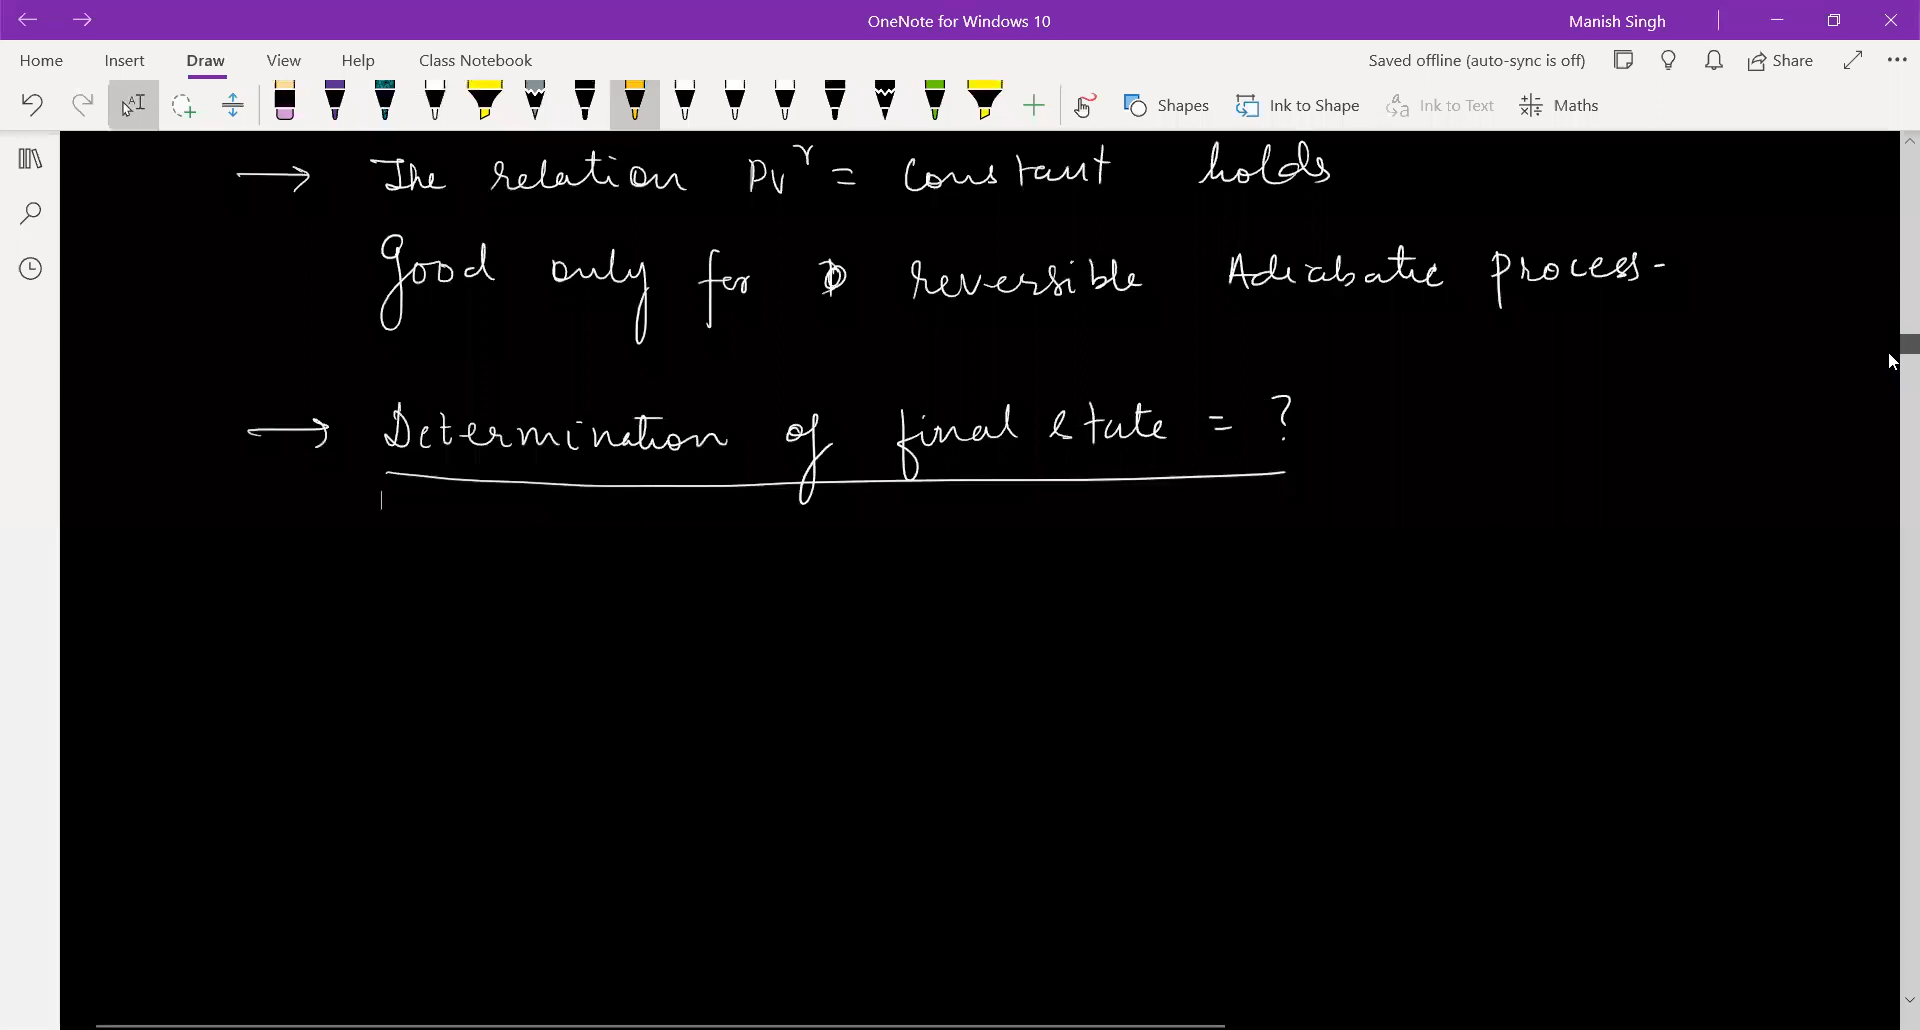 OneNote for Windows 10
Manish Singh
Home Insert Draw View Help Class Notebook
Saved offline (auto-sync is off) Share
Shapes Ink to Shape Ink to Text Maths
→ The relation PV^γ = Constant holds
Good only for reversible Adiabatic process-
→ Determination of final state = ?